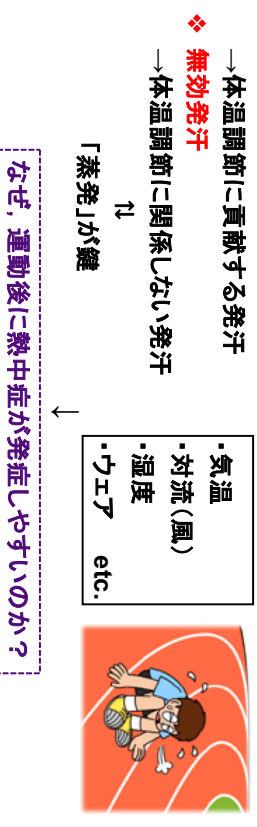 →体温調節に貢献する発汗
❖ 無効発汗
→体温調節に関係しない発汗
⇅
「蒸発」が鍵
・気温
・対流(風)
・湿度
・ウェア etc.
↓
なぜ，運動後に熱中症が発症しやすいのか？